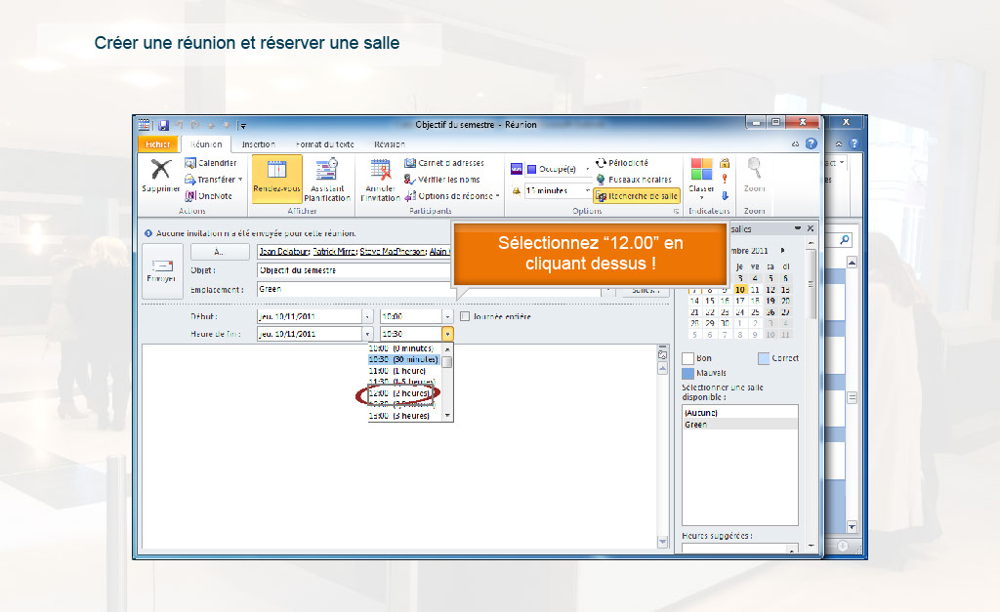 Créer une réunion et réserver une salle
Objectif du semestre - Réunion
Fichier Réunion Insertion Format du texte Révision
Supprimer
Calendrier
Transférer
OneNote
Actions
Rendez-vous
Assistant Planification
Afficher
Annuler l'invitation
Carnet d'adresses
Vérifier les noms
Options de réponse
Participants
Occupé(e)
15 minutes
Périodicité
Fuseaux horaires
Recherche de salle
Options
Classer
Indicateurs
Zoom
Zoom
Aucune invitation n'a été envoyée pour cette réunion.
Envoyer
À...
Jean Delatour; Patrick Mirre; Steve MacPherson; Alain
Objet :
Objectif du semestre
Emplacement :
Green
Salles...
Sélectionnez “12.00” en
cliquant dessus !
Début :
jeu. 10/11/2011
10:00
Journée entière
Heure de fin :
jeu. 10/11/2011
10:30
10:00 (0 minutes)
10:30 (30 minutes)
11:00 (1 heure)
11:30 (1,5 heures)
12:00 (2 heures)
12:30 (2,5 heures)
13:00 (3 heures)
salles
mbre 2011
je ve sa di
3 4 5 6
7 8 9 10 11 12 13
14 15 16 17 18 19 20
21 22 23 24 25 26 27
28 29 30 1 2 3 4
5 6 7 8 9 10 11
Bon
Correct
Mauvais
Sélectionner une salle
disponible :
(Aucune)
Green
Heures suggérées :